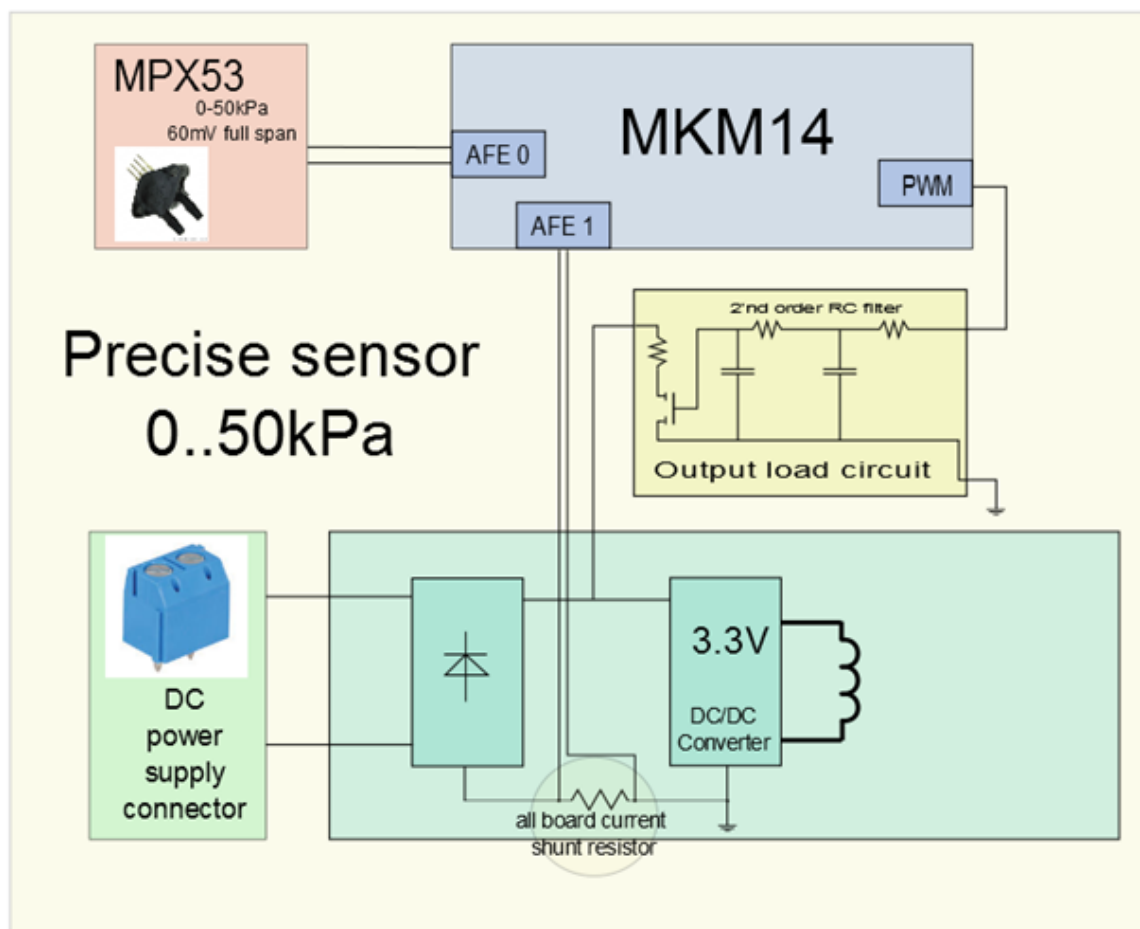 MPX53
0-50kPa
60mV full span
MKM14
AFE 0
PWM
AFE 1
2'nd order RC filter
Output load circuit
Precise sensor
0..50kPa
DC
power
supply
connector
3.3V
DC/DC
Converter
all board current
shunt resistor